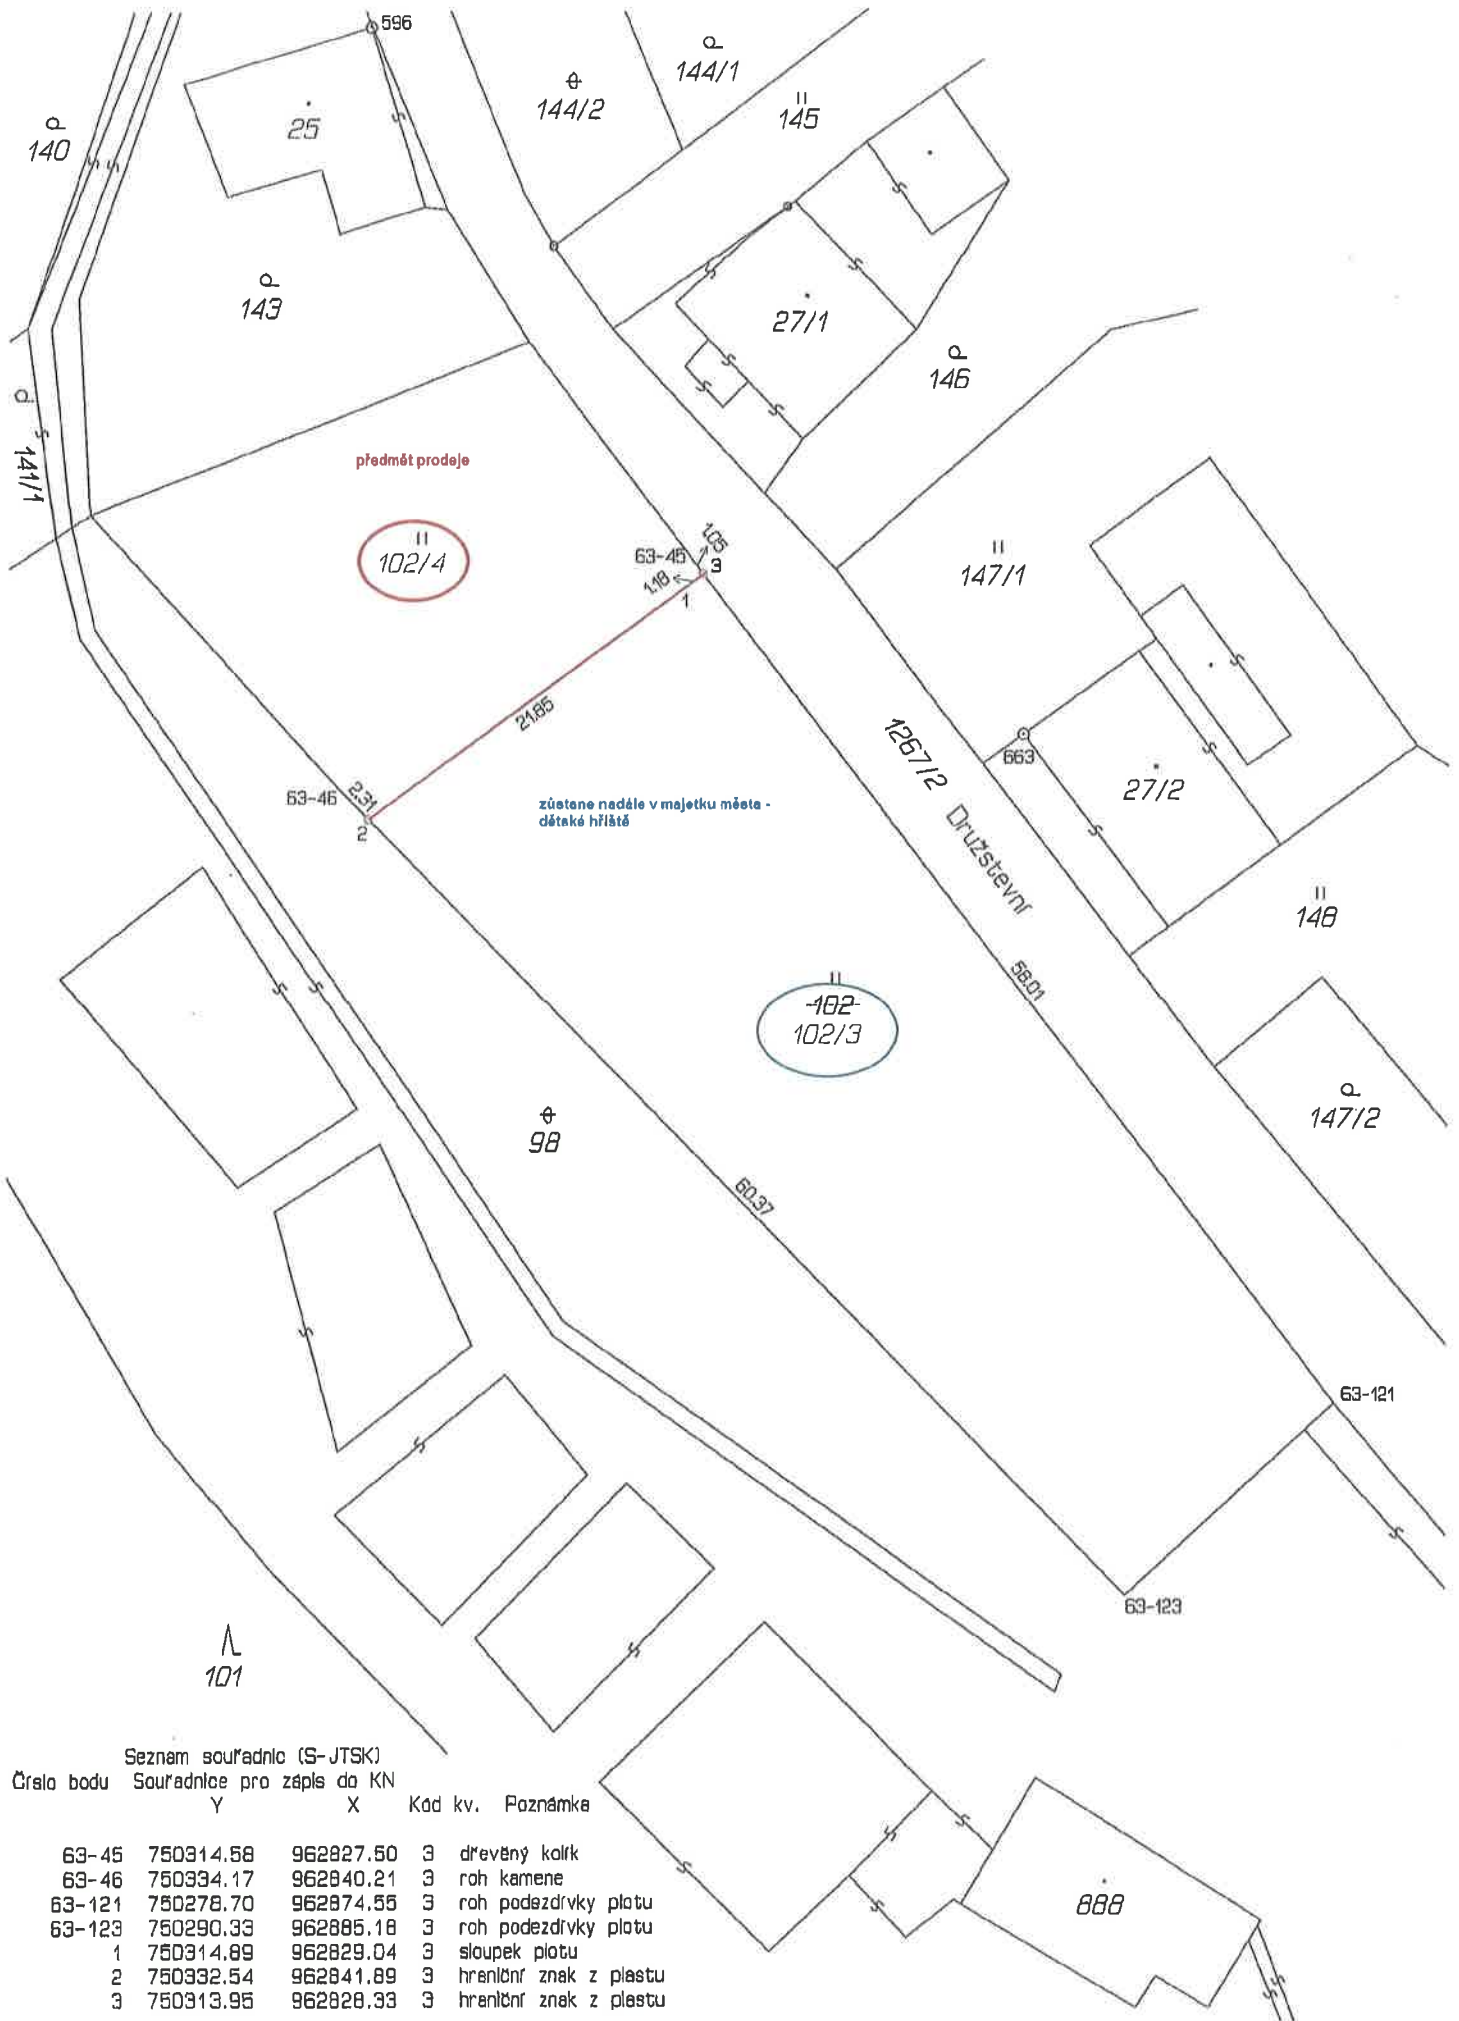 596
144/1
144/2
145
25
140
143
27/1
146
141/1
předmět prodeje
102/4
63-45
1.05
3
1.18
1
147/1
21.85
63-46
2.31
2
zůstane nadále v majetku města -
dětské hřiště
1267/2 Družstevní
663
27/2
148
58.01
102
102/3
98
147/2
60.37
63-121
63-123
101
888
Seznam souřadnic (S-JTSK)
Číslo bodu Souřadnice pro zápis do KN
Y X Kód kv. Poznámka
63-45 750314.58 962827.50 3 dřevěný kolík
63-46 750334.17 962840.21 3 roh kamene
63-121 750278.70 962874.55 3 roh podezdívky plotu
63-123 750290.33 962885.18 3 roh podezdívky plotu
1 750314.89 962829.04 3 sloupek plotu
2 750332.54 962841.89 3 hraniční znak z plastu
3 750313.95 962828.33 3 hraniční znak z plastu